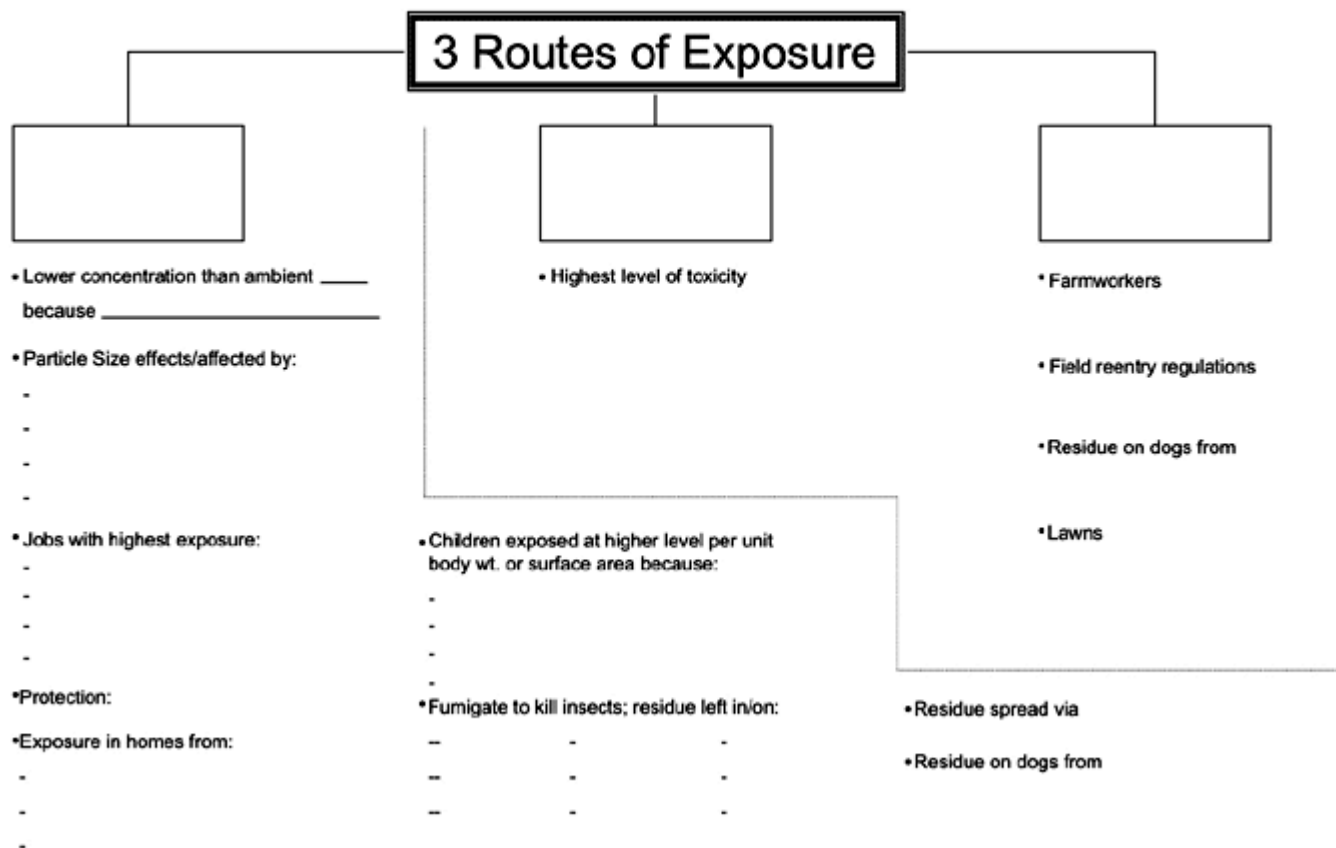 3 Routes of Exposure
• Lower concentration than ambient ____
because ____________________
• Particle Size effects/affected by:
-
-
-
-
• Jobs with highest exposure:
-
-
-
-
•Protection:
•Exposure in homes from:
-
-
-
• Highest level of toxicity
• Children exposed at higher level per unit
body wt. or surface area because:
-
-
-
-
• Fumigate to kill insects; residue left in/on:
-- - -
-- - -
-- - -
• Farmworkers
• Field reentry regulations
• Residue on dogs from
• Lawns
• Residue spread via
• Residue on dogs from